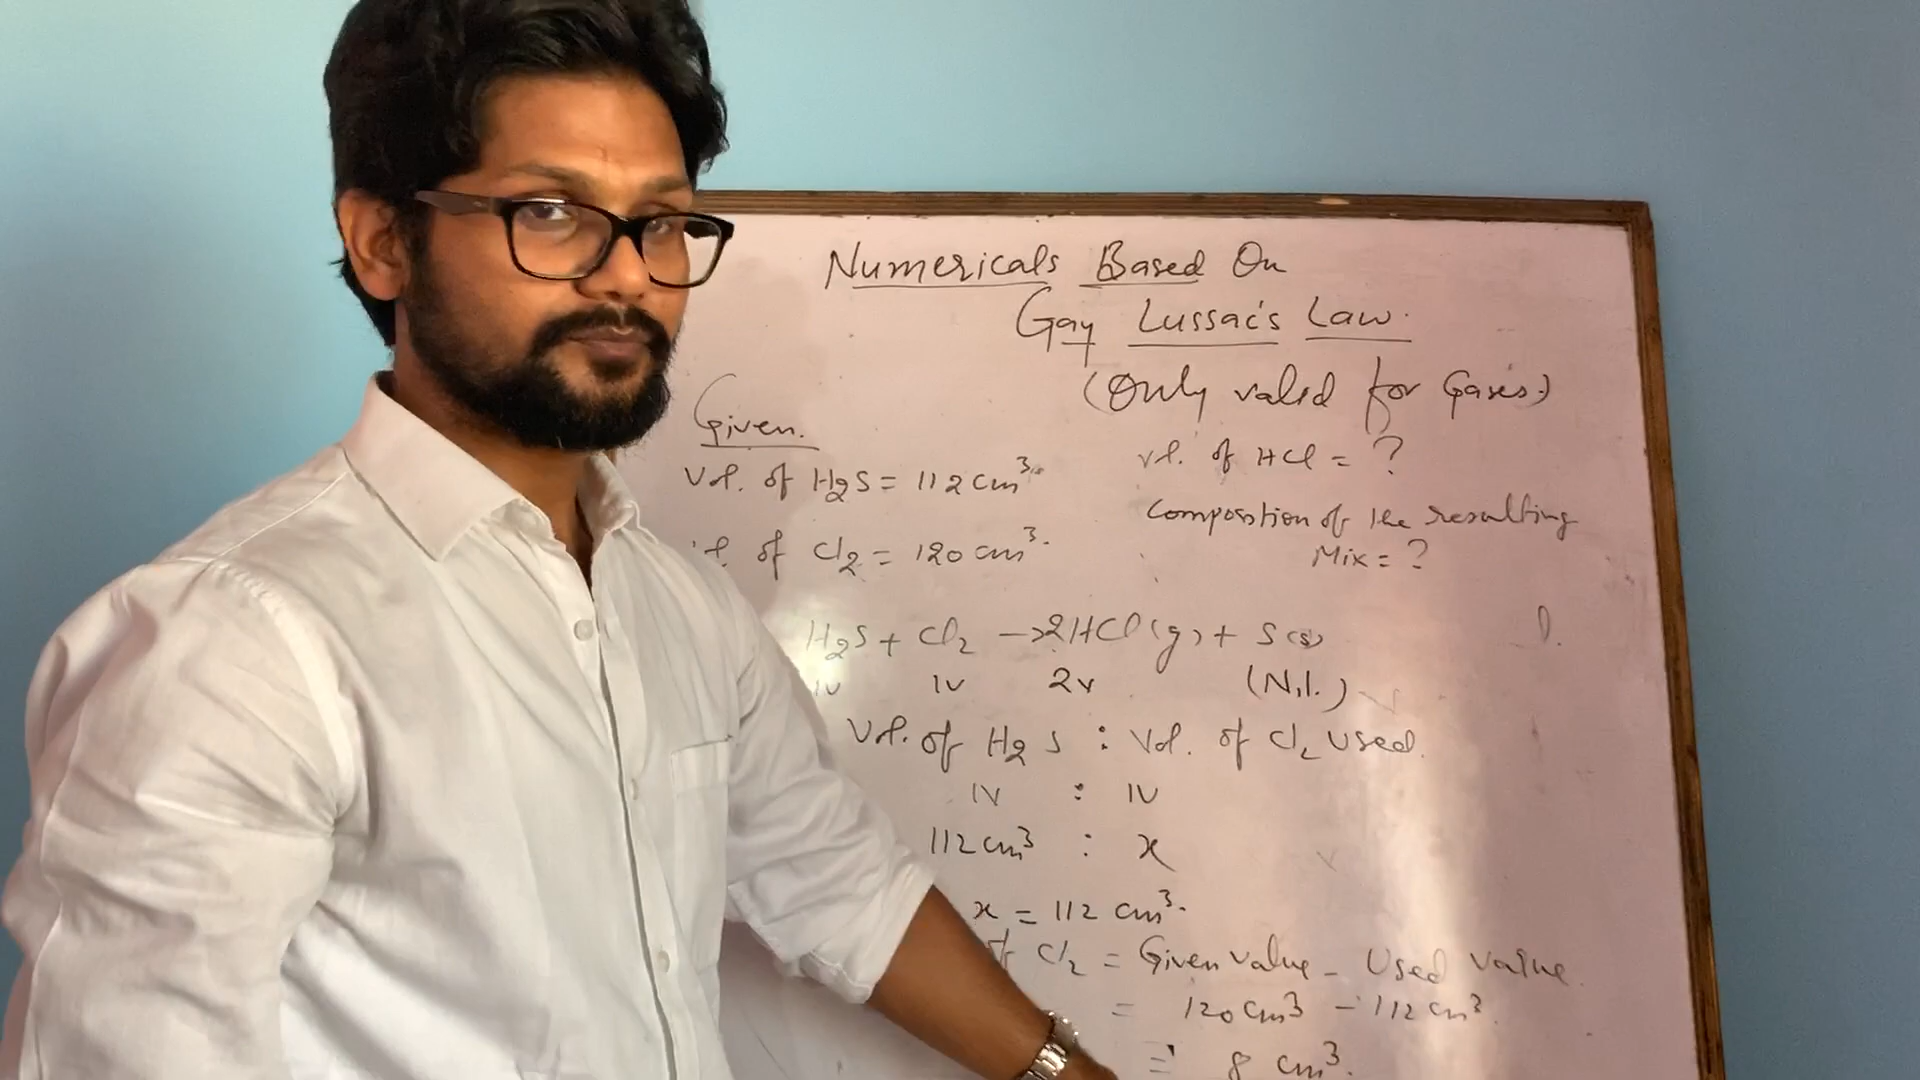 Numericals Based On
Gay Lussac's Law.
(Only valid for Gases.)
Given.
Vol. of H2S = 112 cm³.
of Cl2 = 120 cm³.
vol. of HCl = ?
Composition of the resulting
Mix = ?
H2S + Cl2 → 2HCl(g) + S(s)
1V 1V 2V (Nil.)
Vol. of H2S : Vol. of Cl2 used.
1V : 1V
112 cm³ : x
x = 112 cm³.
of Cl2 = Given value - Used value
= 120 cm³ - 112 cm³.
= 8 cm³.